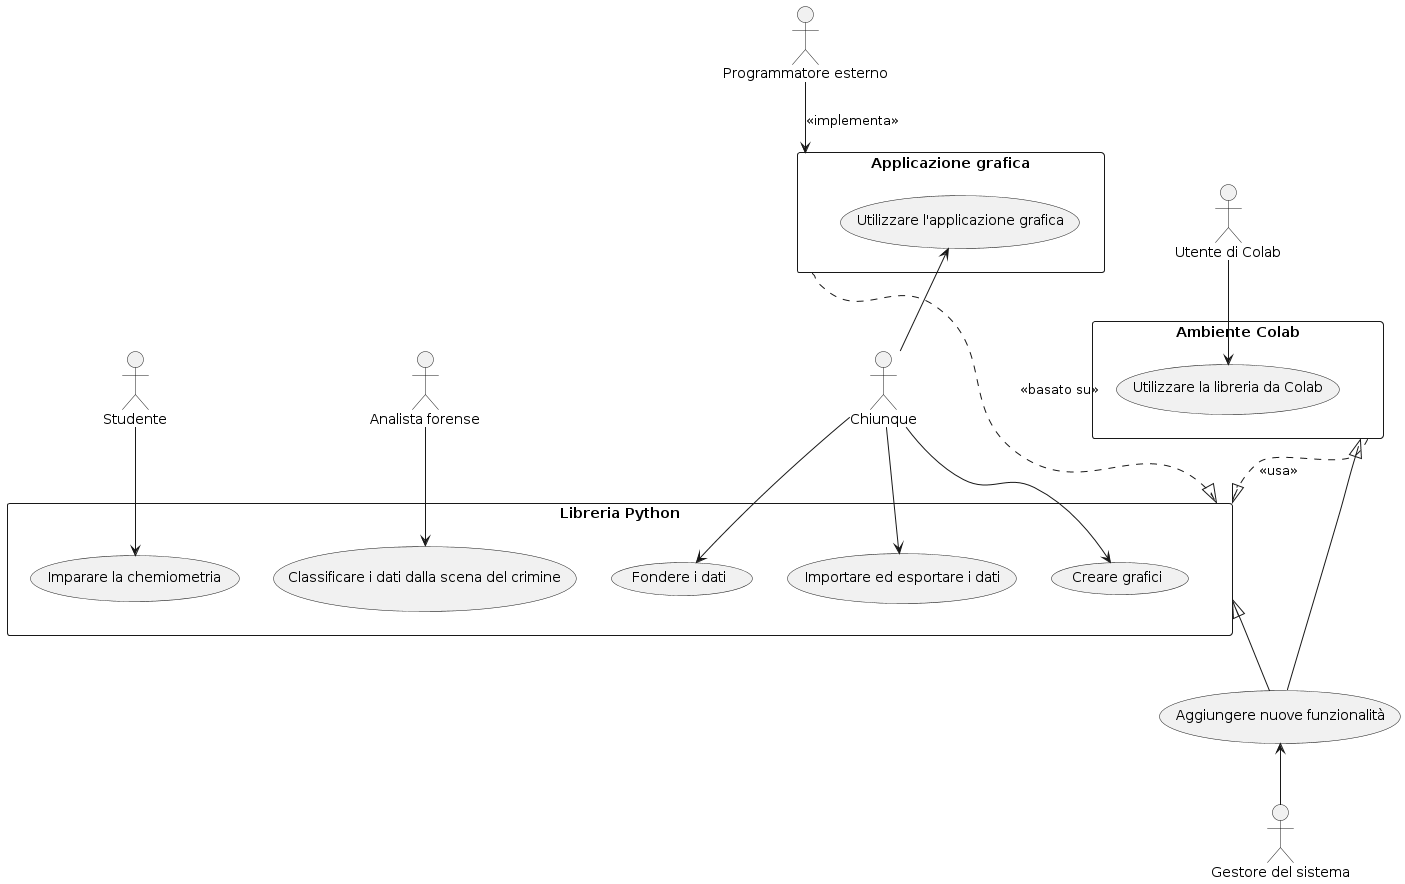 Programmatore esterno
«implementa»
Applicazione grafica
Utilizzare l'applicazione grafica
Utente di Colab
Ambiente Colab
Utilizzare la libreria da Colab
«basato su»
Studente
Analista forense
Chiunque
«usa»
Libreria Python
Imparare la chemiometria
Classificare i dati dalla scena del crimine
Fondere i dati
Importare ed esportare i dati
Creare grafici
Aggiungere nuove funzionalità
Gestore del sistema